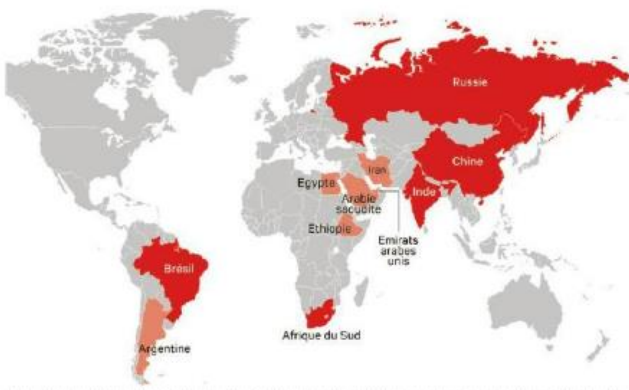 Russie
Chine
Iran
Egypte
Inde
Arabie
saoudite
Ethiopie
Emirats
arabes
unis
Brésil
Afrique du Sud
Argentine